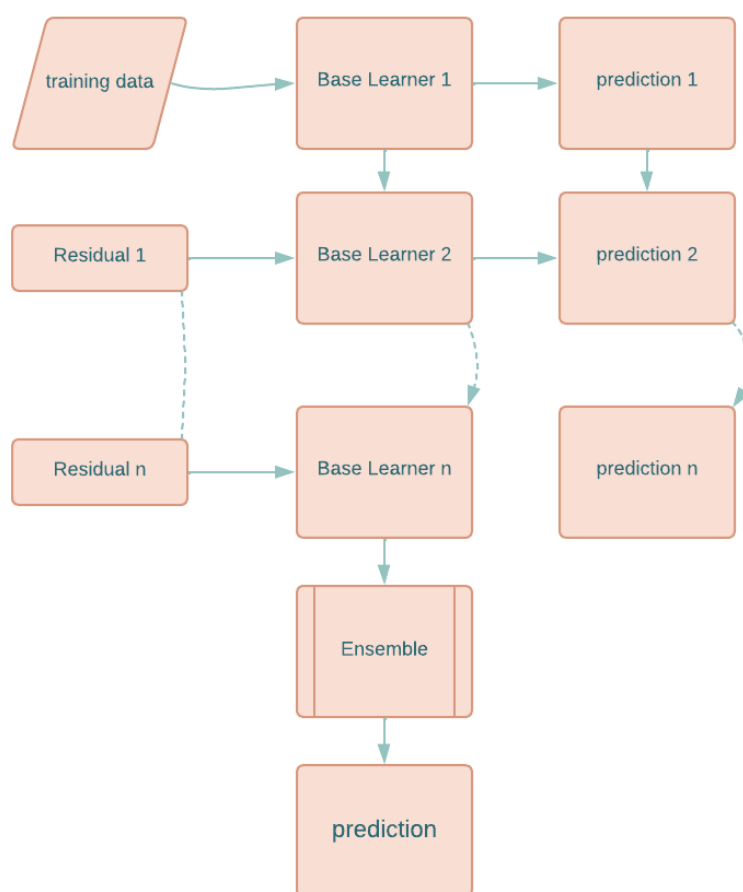 training data
Base Learner 1
prediction 1
Residual 1
Base Learner 2
prediction 2
Residual n
Base Learner n
prediction n
Ensemble
prediction